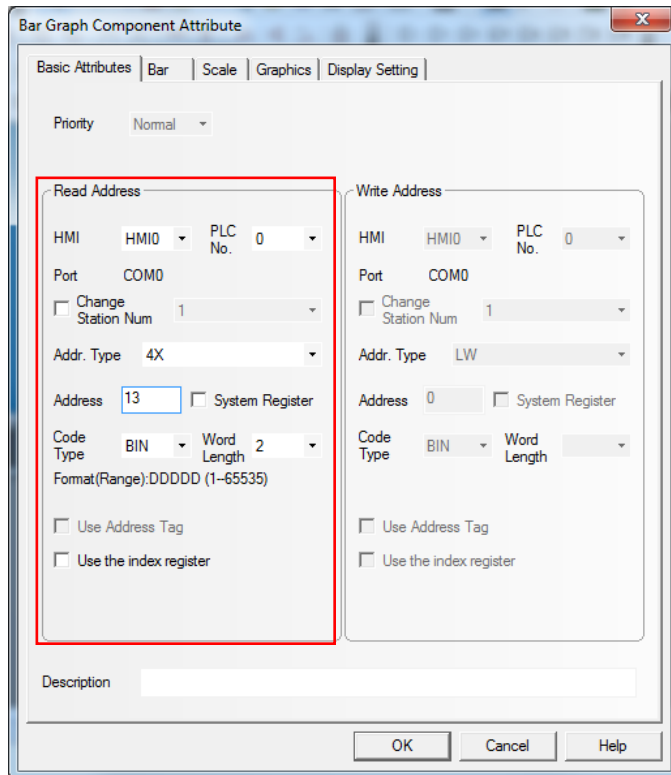 Bar Graph Component Attribute
Basic Attributes Bar Scale Graphics Display Setting
Priority Normal
Read Address
HMI HMI0 PLC No. 0
Port COM0
Change Station Num 1
Addr. Type 4X
Address 13 System Register
Code Type BIN Word Length 2
Format(Range):DDDDD (1--65535)
Use Address Tag
Use the index register
Write Address
HMI HMI0 PLC No. 0
Port COM0
Change Station Num 1
Addr. Type LW
Address 0 System Register
Code Type BIN Word Length
Use Address Tag
Use the index register
Description
OK Cancel Help